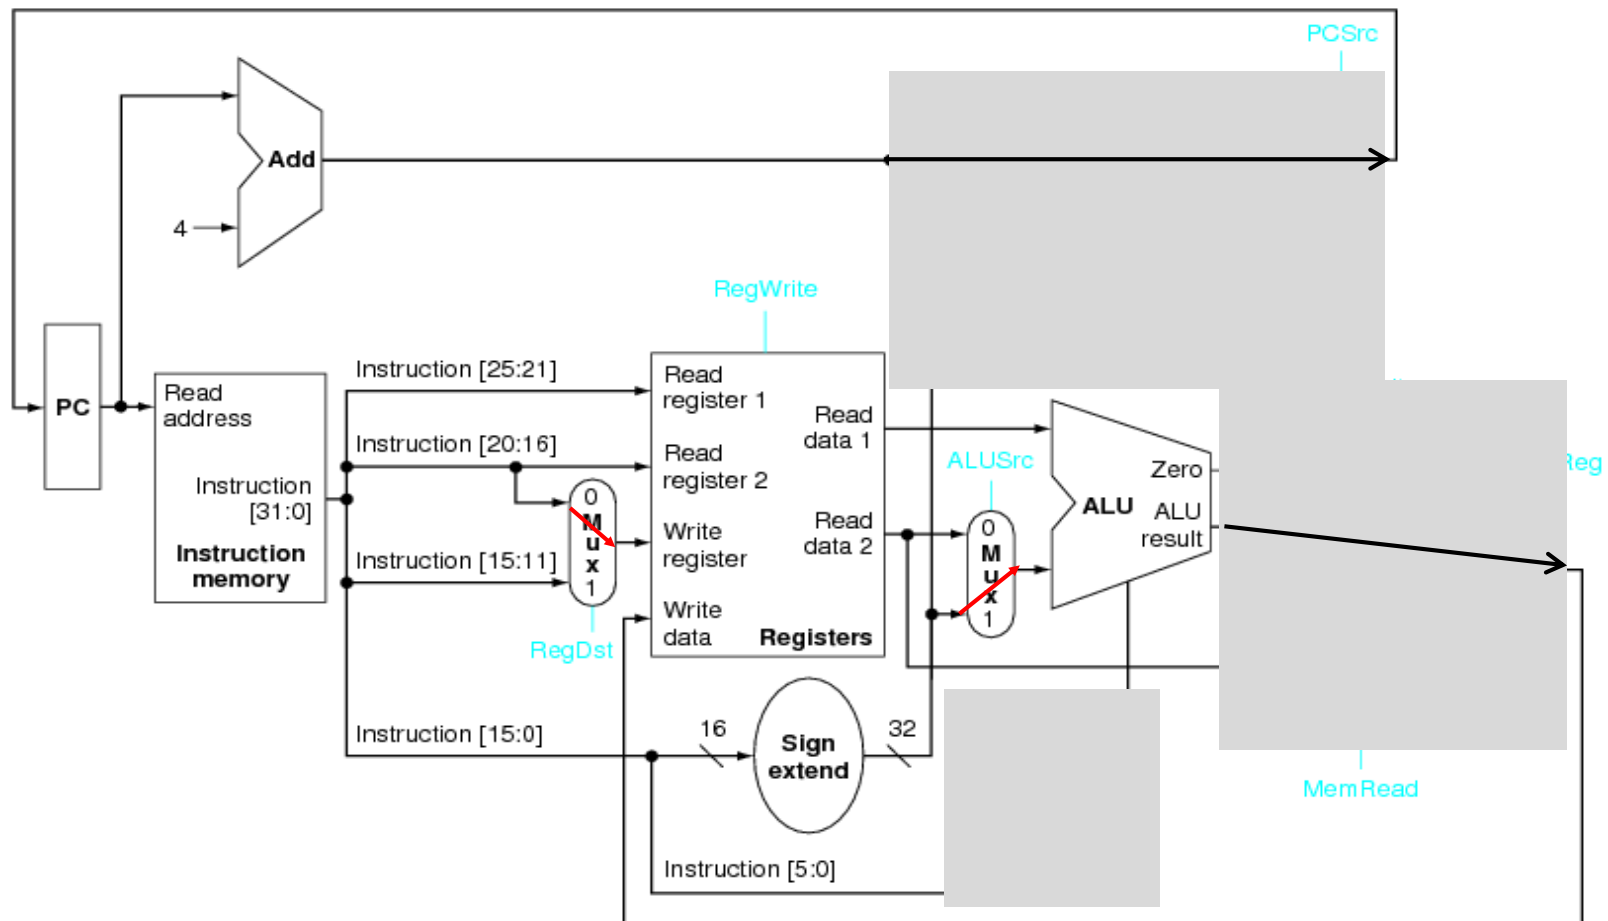 PCSrc
Add
4
RegWrite
Instruction [25:21]
Read
address
PC
Read
register 1
Read
data 1
Instruction [20:16]
Read
register 2
ALUSrc
Zero
Reg
Instruction
[31:0]
0
M
u
x
1
Write
register
Read
data 2
0
M
u
x
1
ALU
ALU
result
Instruction
memory
Instruction [15:11]
Write
data
Registers
RegDst
Instruction [15:0]
16
Sign
extend
32
MemRead
Instruction [5:0]